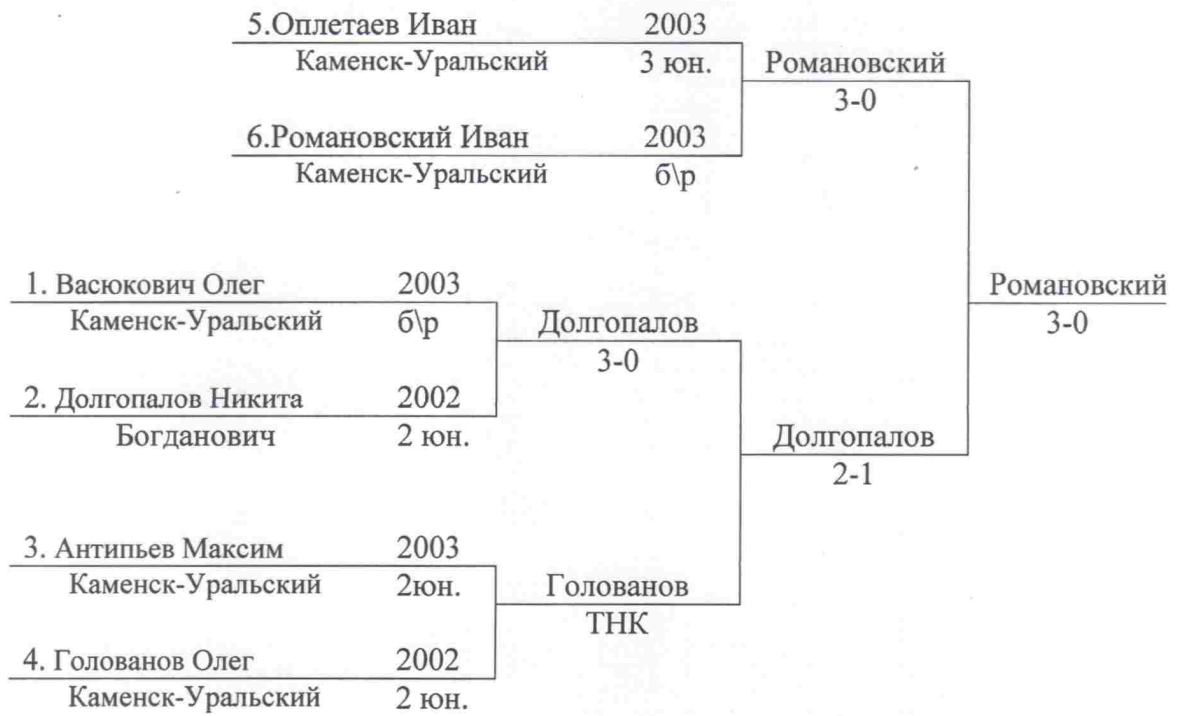 5.Оплетаев Иван 2003
Каменск-Уральский 3 юн.
Романовский
3-0
6.Романовский Иван 2003
Каменск-Уральский б\р
1. Васюкович Олег 2003
Каменск-Уральский б\р
Долгопалов
3-0
2. Долгопалов Никита 2002
Богданович 2 юн.
Романовский
3-0
Долгопалов
2-1
3. Антипьев Максим 2003
Каменск-Уральский 2юн.
Голованов
ТНК
4. Голованов Олег 2002
Каменск-Уральский 2 юн.